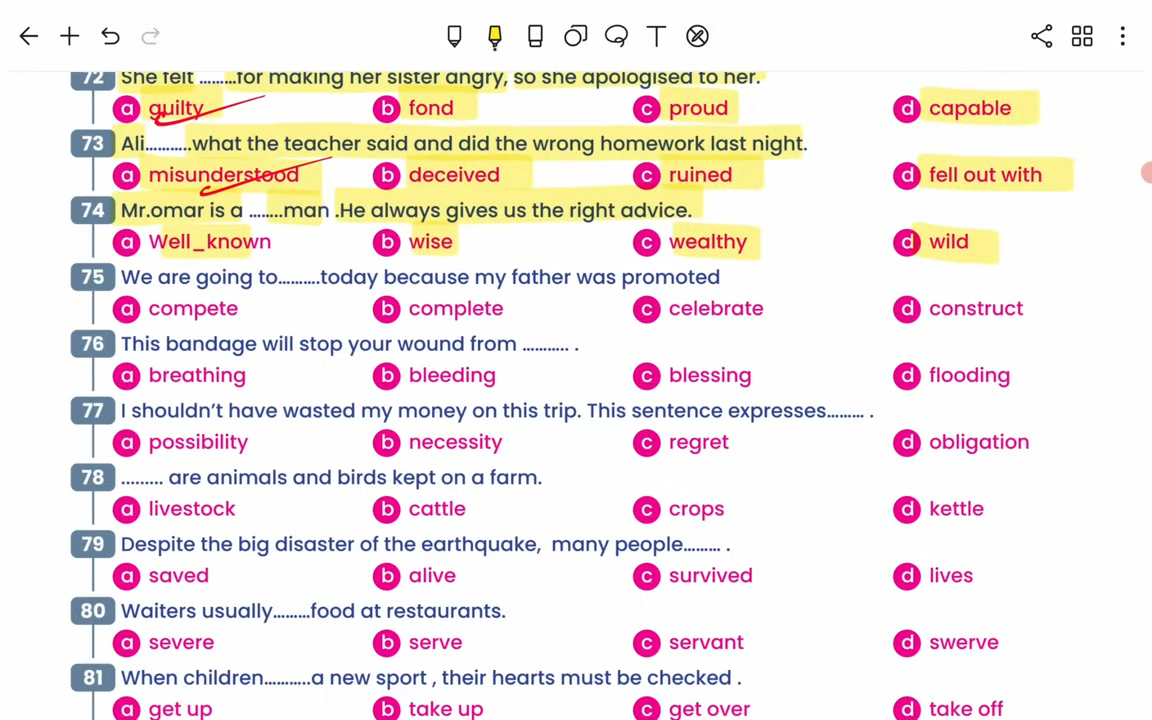 72 She felt ........for making her sister angry, so she apologised to her.
a guilty b fond c proud d capable
73 Ali..........what the teacher said and did the wrong homework last night.
a misunderstood b deceived c ruined d fell out with
74 Mr.omar is a ........man .He always gives us the right advice.
a Well_known b wise c wealthy d wild
75 We are going to..........today because my father was promoted
a compete b complete c celebrate d construct
76 This bandage will stop your wound from ........... .
a breathing b bleeding c blessing d flooding
77 I shouldn't have wasted my money on this trip. This sentence expresses......... .
a possibility b necessity c regret d obligation
78 ......... are animals and birds kept on a farm.
a livestock b cattle c crops d kettle
79 Despite the big disaster of the earthquake, many people......... .
a saved b alive c survived d lives
80 Waiters usually.........food at restaurants.
a severe b serve c servant d swerve
81 When children...........a new sport , their hearts must be checked .
a get up b take up c get over d take off